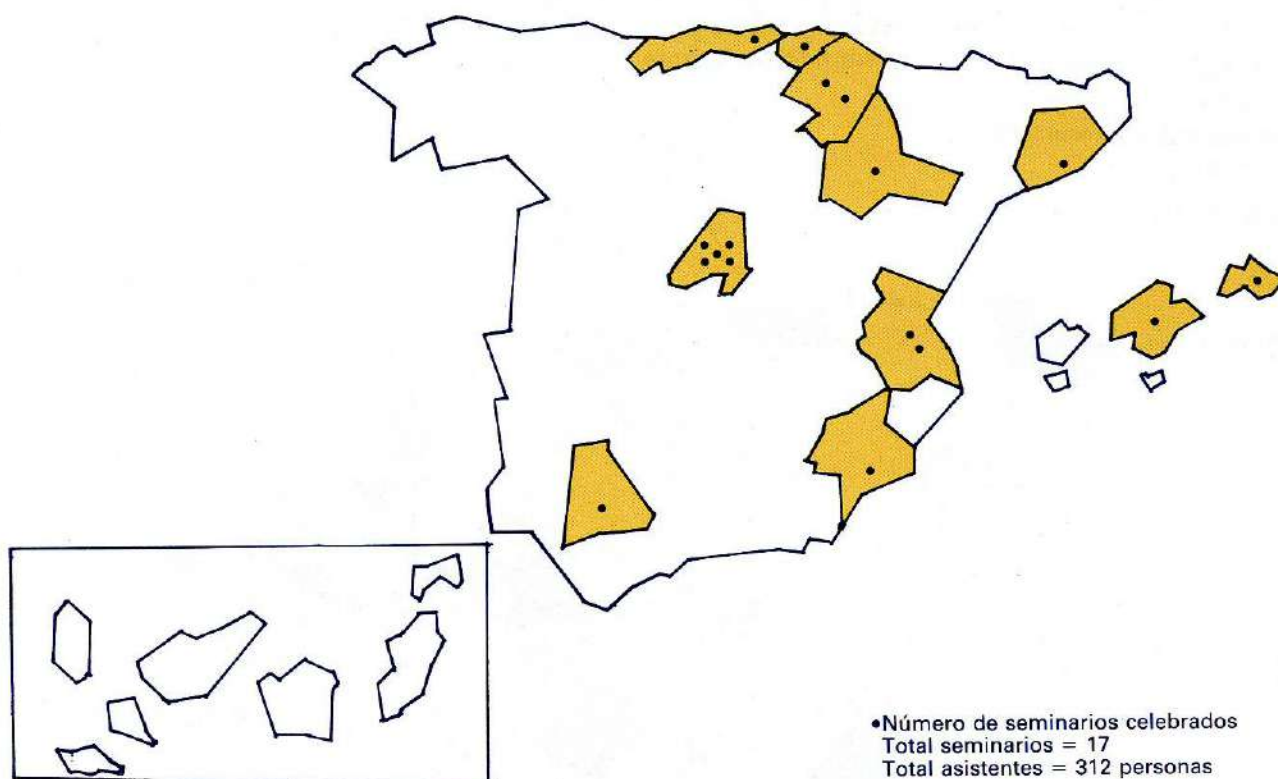 •Número de seminarios celebrados
Total seminarios = 17
Total asistentes = 312 personas